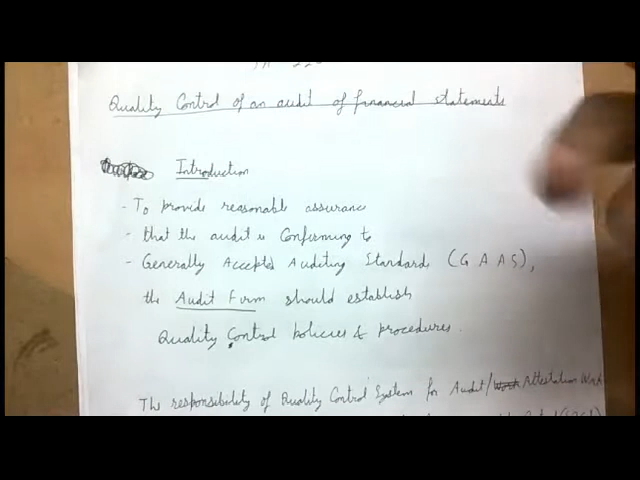 Quality Control of an audit of financial statements
Introduction
- To provide reasonable assurance
- that the audit is Confirming to
- Generally Accepted Auditing Standards (GAAS),
the Audit Firm should establish
Quality Control policies & procedures.
The responsibility of Quality Control System for Audit/Attestation Work